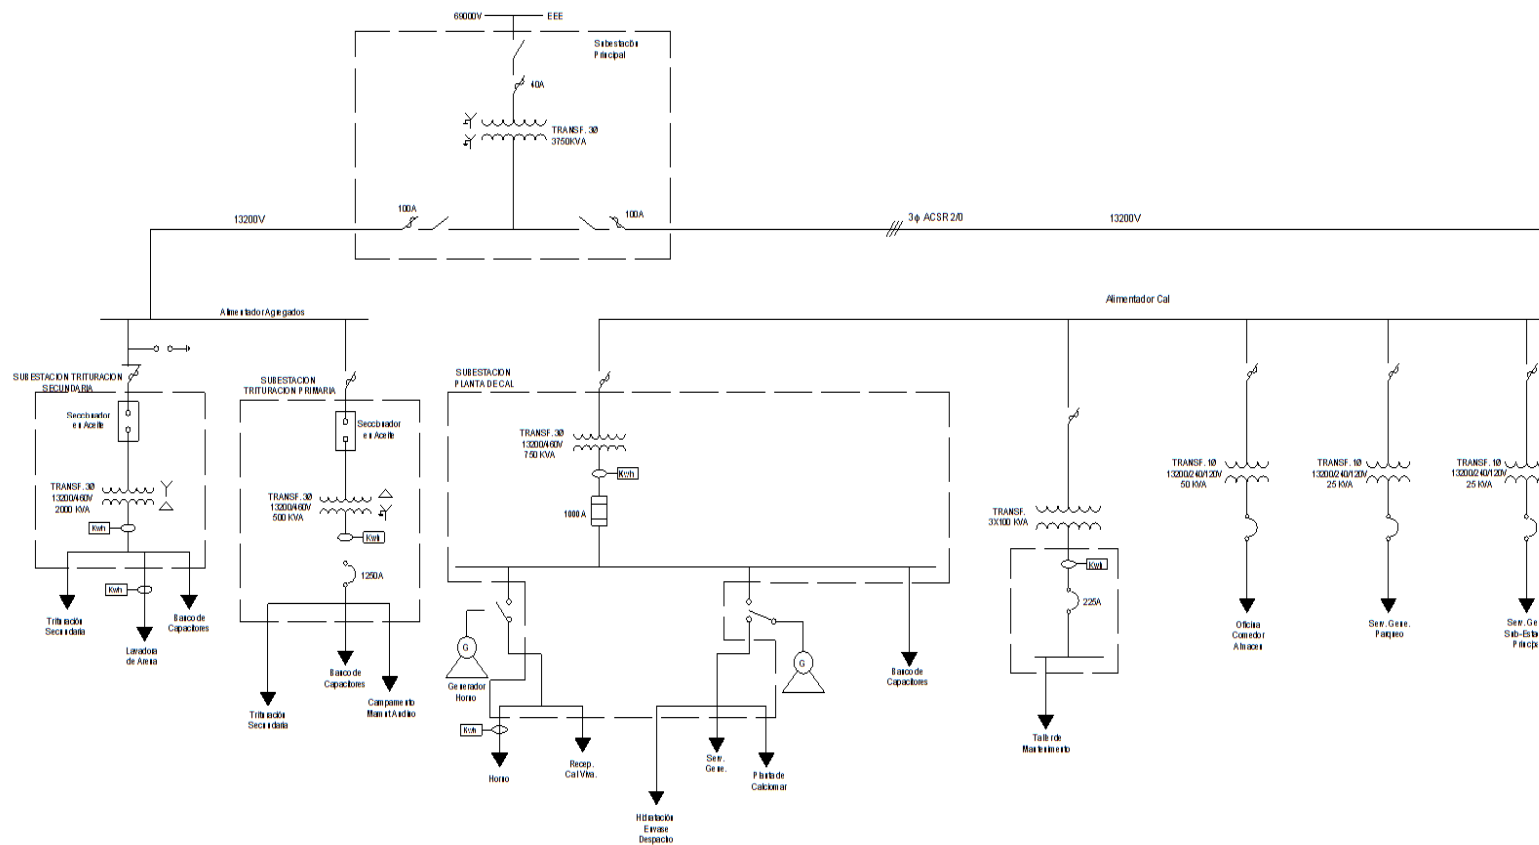 69000V
EEE
Subestación
Principal
40A
TRANSF. 3Ø
3750KVA
100A
100A
13200V
3ϕ ACSR 2/0
13200V
Alimentador Agregados
Alimentador Cal
SUBESTACION TRITURACION
SECUNDARIA
Seccionador
en Aceite
TRANSF. 3Ø
13200/460V
2000 KVA
Kwh
Kwh
Trituración
Secundaria
Lavadora
de Arena
Banco de
Capacitores
SUBESTACION
TRITURACION PRIMARIA
Seccionador
en Aceite
TRANSF. 3Ø
13200/460V
500 KVA
Kwh
1250A
Trituración
Secundaria
Banco de
Capacitores
Campamento
Mamut Andino
SUBESTACION
PLANTA DE CAL
TRANSF. 3Ø
13200/460V
750 KVA
Kwh
1000 A
G
Generador
Horno
Kwh
Horno
Recep.
Cal Viva.
G
Hidratación
Envase
Despacho
Serv.
Gene.
Planta de
Calciomar
Banco de
Capacitores
TRANSF.
3X100 KVA
Kwh
225A
Taller de
Mantenimiento
TRANSF. 1Ø
13200/240/120V
50 KVA
Oficina
Comedor
Almacen
TRANSF. 1Ø
13200/240/120V
25 KVA
Serv. Gene.
Parqueo
TRANSF. 1Ø
13200/240/120V
25 KVA
Serv. Ge
Sub-Esta
Principa